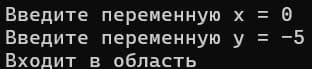 Введите переменную x = 0
Введите переменную y = -5
Входит в область